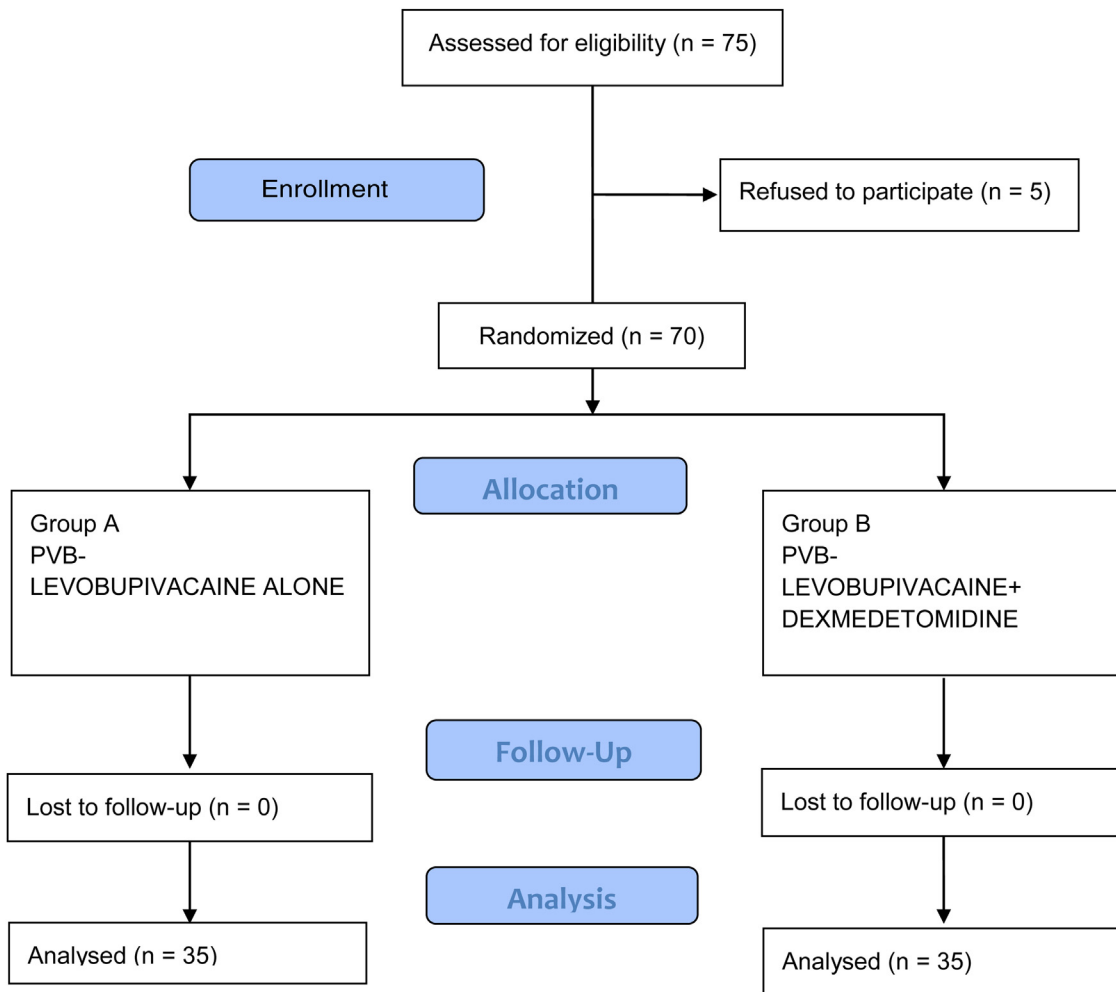 Assessed for eligibility (n = 75)
Enrollment
Refused to participate (n = 5)
Randomized (n = 70)
Allocation
Group A
PVB-
LEVOBUPIVACAINE ALONE
Group B
PVB-
LEVOBUPIVACAINE+
DEXMEDETOMIDINE
Follow-Up
Lost to follow-up (n = 0)
Lost to follow-up (n = 0)
Analysis
Analysed (n = 35)
Analysed (n = 35)